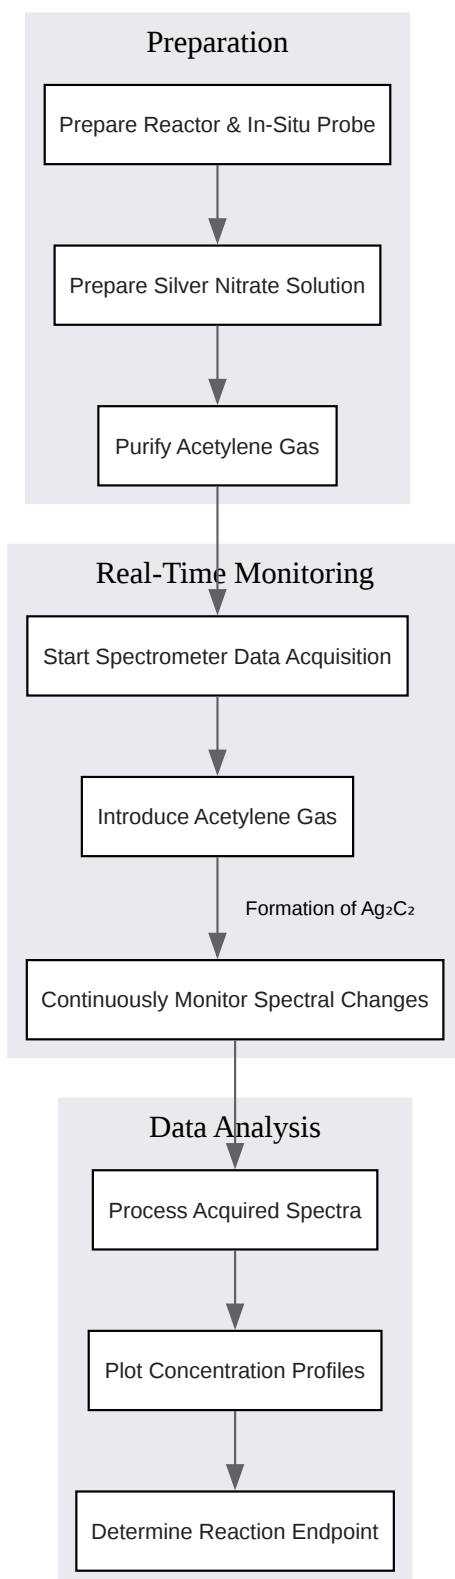 Preparation
Prepare Reactor & In-Situ Probe
Prepare Silver Nitrate Solution
Purify Acetylene Gas
Real-Time Monitoring
Start Spectrometer Data Acquisition
Introduce Acetylene Gas
Formation of Ag₂C₂
Continuously Monitor Spectral Changes
Data Analysis
Process Acquired Spectra
Plot Concentration Profiles
Determine Reaction Endpoint